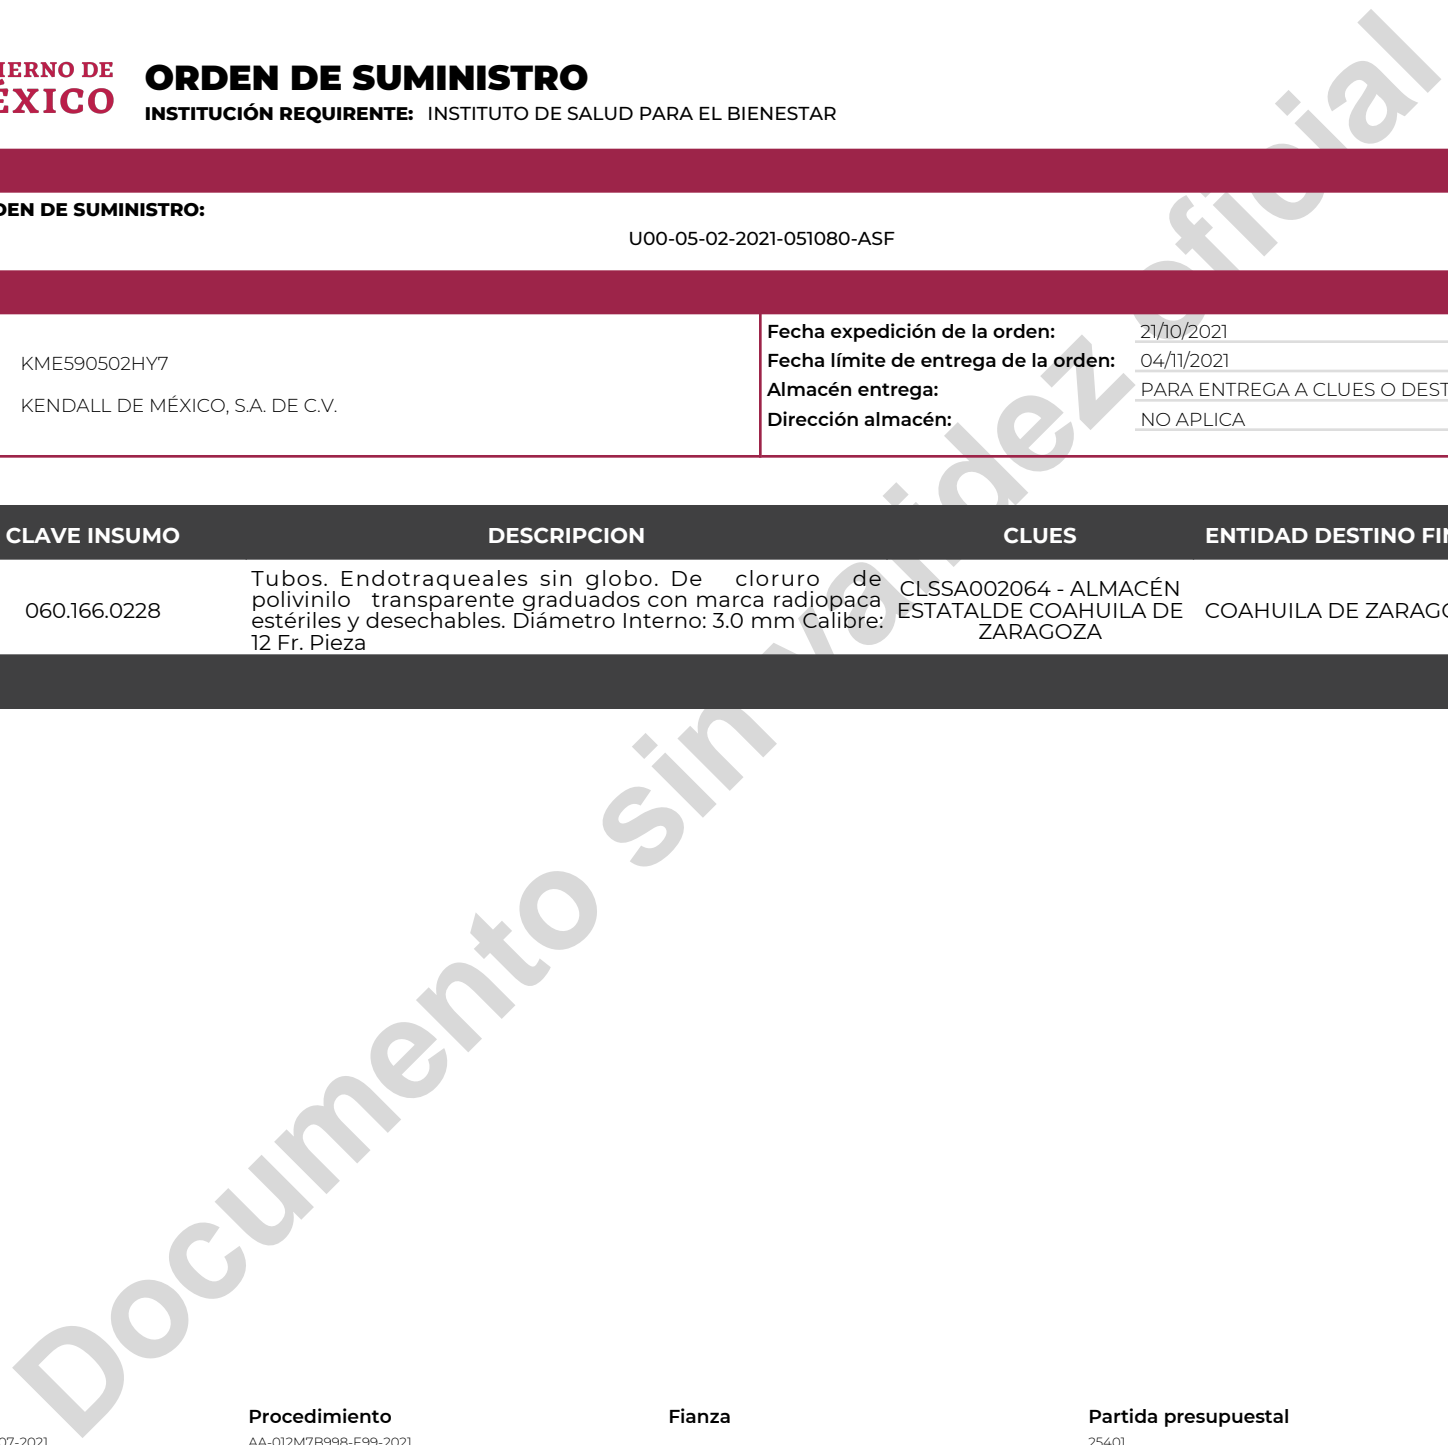 IERNO DE
ÉXICO
ORDEN DE SUMINISTRO
INSTITUCIÓN REQUIRENTE: INSTITUTO DE SALUD PARA EL BIENESTAR
DEN DE SUMINISTRO:
U00-05-02-2021-051080-ASF
KME590502HY7
KENDALL DE MÉXICO, S.A. DE C.V.
Fecha expedición de la orden: 21/10/2021
Fecha límite de entrega de la orden: 04/11/2021
Almacén entrega: PARA ENTREGA A CLUES O DEST
Dirección almacén: NO APLICA
CLAVE INSUMO DESCRIPCION CLUES ENTIDAD DESTINO FIN
060.166.0228
Tubos. Endotraqueales sin globo. De cloruro de
polivinilo transparente graduados con marca radiopaca
estériles y desechables. Diámetro Interno: 3.0 mm Calibre:
12 Fr. Pieza
CLSSA002064 - ALMACÉN
ESTATALDE COAHUILA DE
ZARAGOZA
COAHUILA DE ZARAGO
Documento sin validez oficial
Procedimiento Fianza Partida presupuestal
07-2021 AA-012M7B998-E99-2021 25401